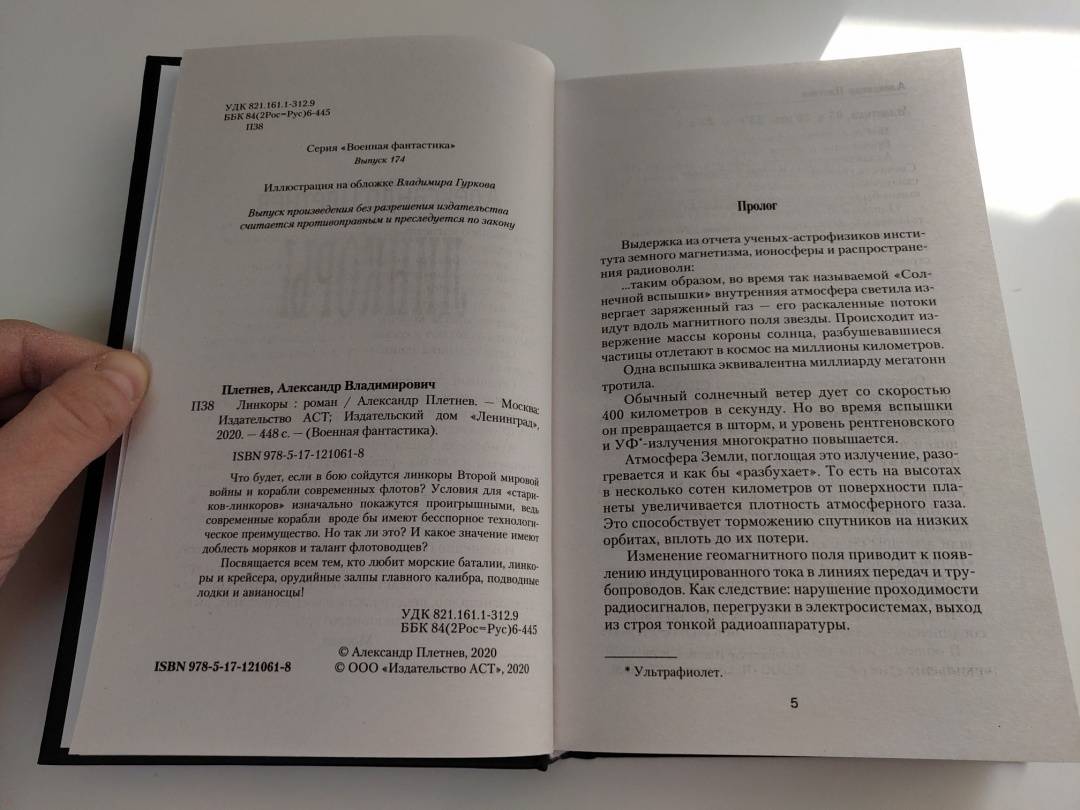 УДК 821.161.1-312.9
ББК 84(2Рос=Рус)6-445
П38
Серия «Военная фантастика»
Выпуск 174
Иллюстрация на обложке Владимира Гуркова
Выпуск произведения без разрешения издательства
считается противоправным и преследуется по закону
Плетнев, Александр Владимирович
П38 Линкоры : роман / Александр Плетнев. — Москва:
Издательство АСТ; Издательский дом «Ленинград»,
2020. — 448 с. — (Военная фантастика).
ISBN 978-5-17-121061-8
Что будет, если в бою сойдутся линкоры Второй мировой
войны и корабли современных флотов? Условия для «стари-
ков-линкоров» изначально покажутся проигрышными, ведь
современные корабли вроде бы имеют бесспорное технологи-
ческое преимущество. Но так ли это? И какое значение имеют
доблесть моряков и талант флотоводцев?
Посвящается всем тем, кто любит морские баталии, линко-
ры и крейсера, орудийные залпы главного калибра, подводные
лодки и авианосцы!
УДК 821.161.1-312.9
ББК 84(2Рос=Рус)6-445
© Александр Плетнев, 2020
ISBN 978-5-17-121061-8 © ООО «Издательство АСТ», 2020
Пролог
Выдержка из отчета ученых-астрофизиков инсти-
тута земного магнетизма, ионосферы и распростране-
ния радиоволн:
...таким образом, во время так называемой «Сол-
нечной вспышки» внутренняя атмосфера светила из-
вергает заряженный газ — его раскаленные потоки
идут вдоль магнитного поля звезды. Происходит из-
вержение массы короны солнца, разбушевавшиеся
частицы отлетают в космос на миллионы километров.
Одна вспышка эквивалентна миллиарду мегатонн
тротила.
Обычный солнечный ветер дует со скоростью
400 километров в секунду. Но во время вспышки
он превращается в шторм, и уровень рентгеновского
и УФ*-излучения многократно повышается.
Атмосфера Земли, поглощая это излучение, разо-
гревается и как бы «разбухает». То есть на высотах
в несколько сотен километров от поверхности пла-
неты увеличивается плотность атмосферного газа.
Это способствует торможению спутников на низких
орбитах, вплоть до их потери.
Изменение геомагнитного поля приводит к появ-
лению индуцированного тока в линиях передач и тру-
бопроводов. Как следствие: нарушение проходимости
радиосигналов, перегрузки в электросистемах, выход
из строя тонкой радиоаппаратуры.
* Ультрафиолет.
5